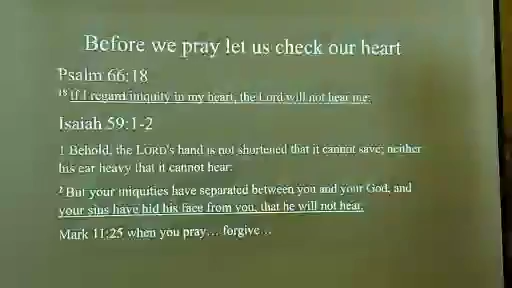 Before we pray let us check our heart
Psalm 66:18
18 If I regard iniquity in my heart, the Lord will not hear me:
Isaiah 59:1-2
1 Behold, the LORD's hand is not shortened that it cannot save; neither
his ear heavy that it cannot hear:
2 But your iniquities have separated between you and your God, and
your sins have hid his face from you, that he will not hear.
Mark 11:25 when you pray… forgive…